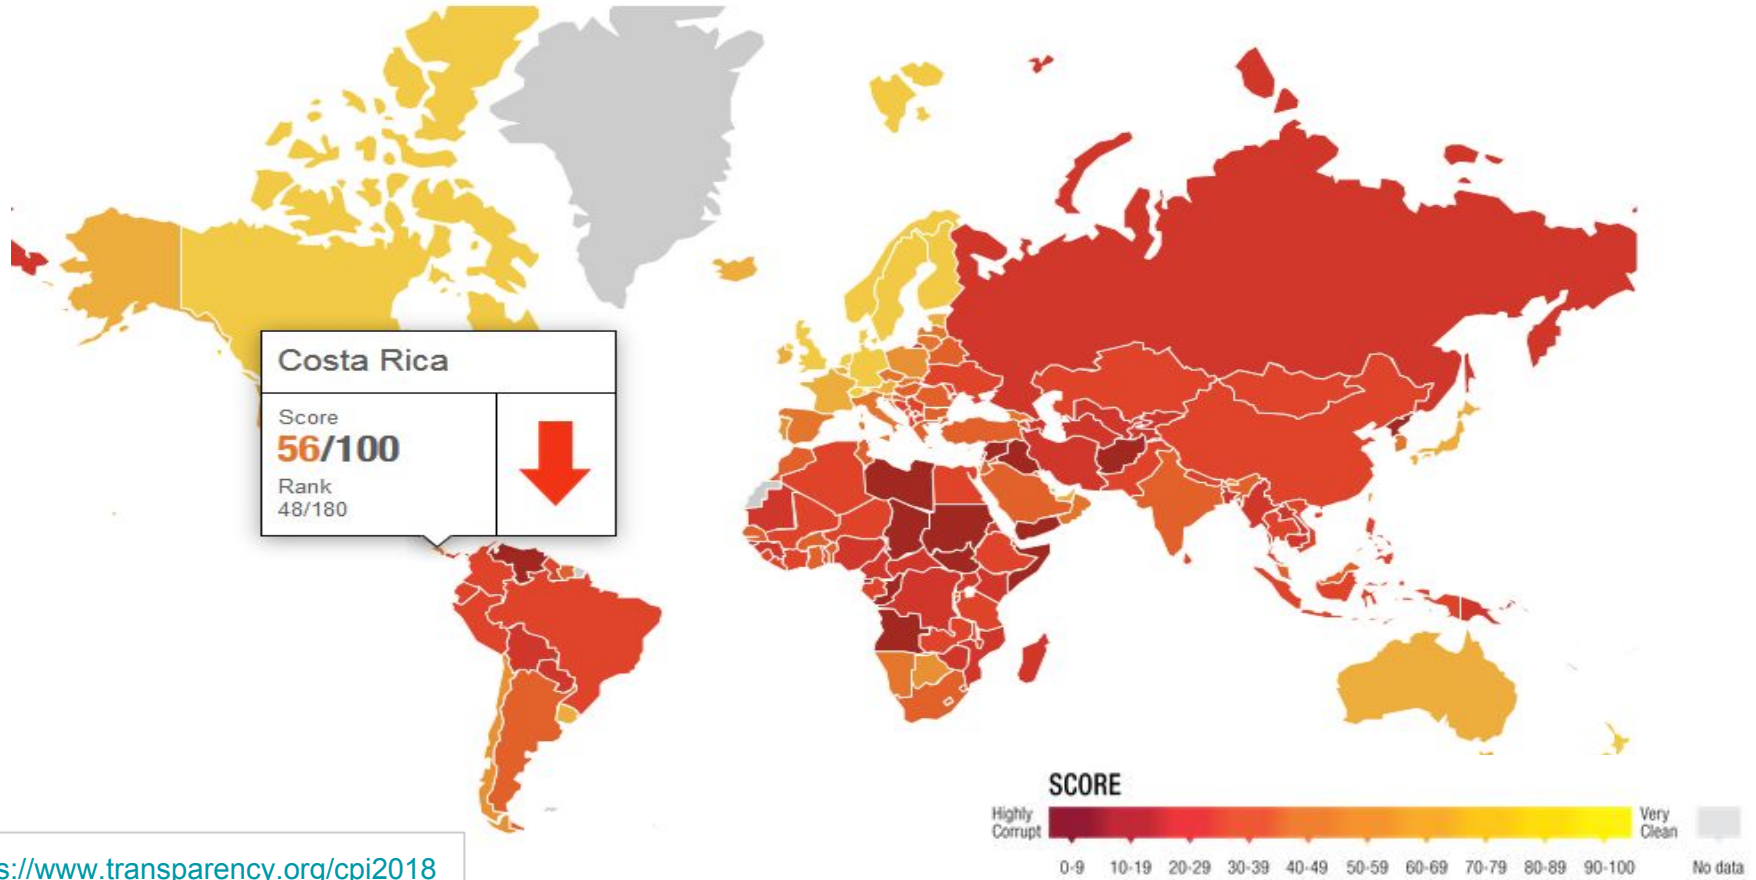 Costa Rica
Score
56/100
Rank
48/180
SCORE
Highly
Corrupt
Very
Clean
0-9 10-19 20-29 30-39 40-49 50-59 60-69 70-79 80-89 90-100 No data
s://www.transparency.org/cpi2018